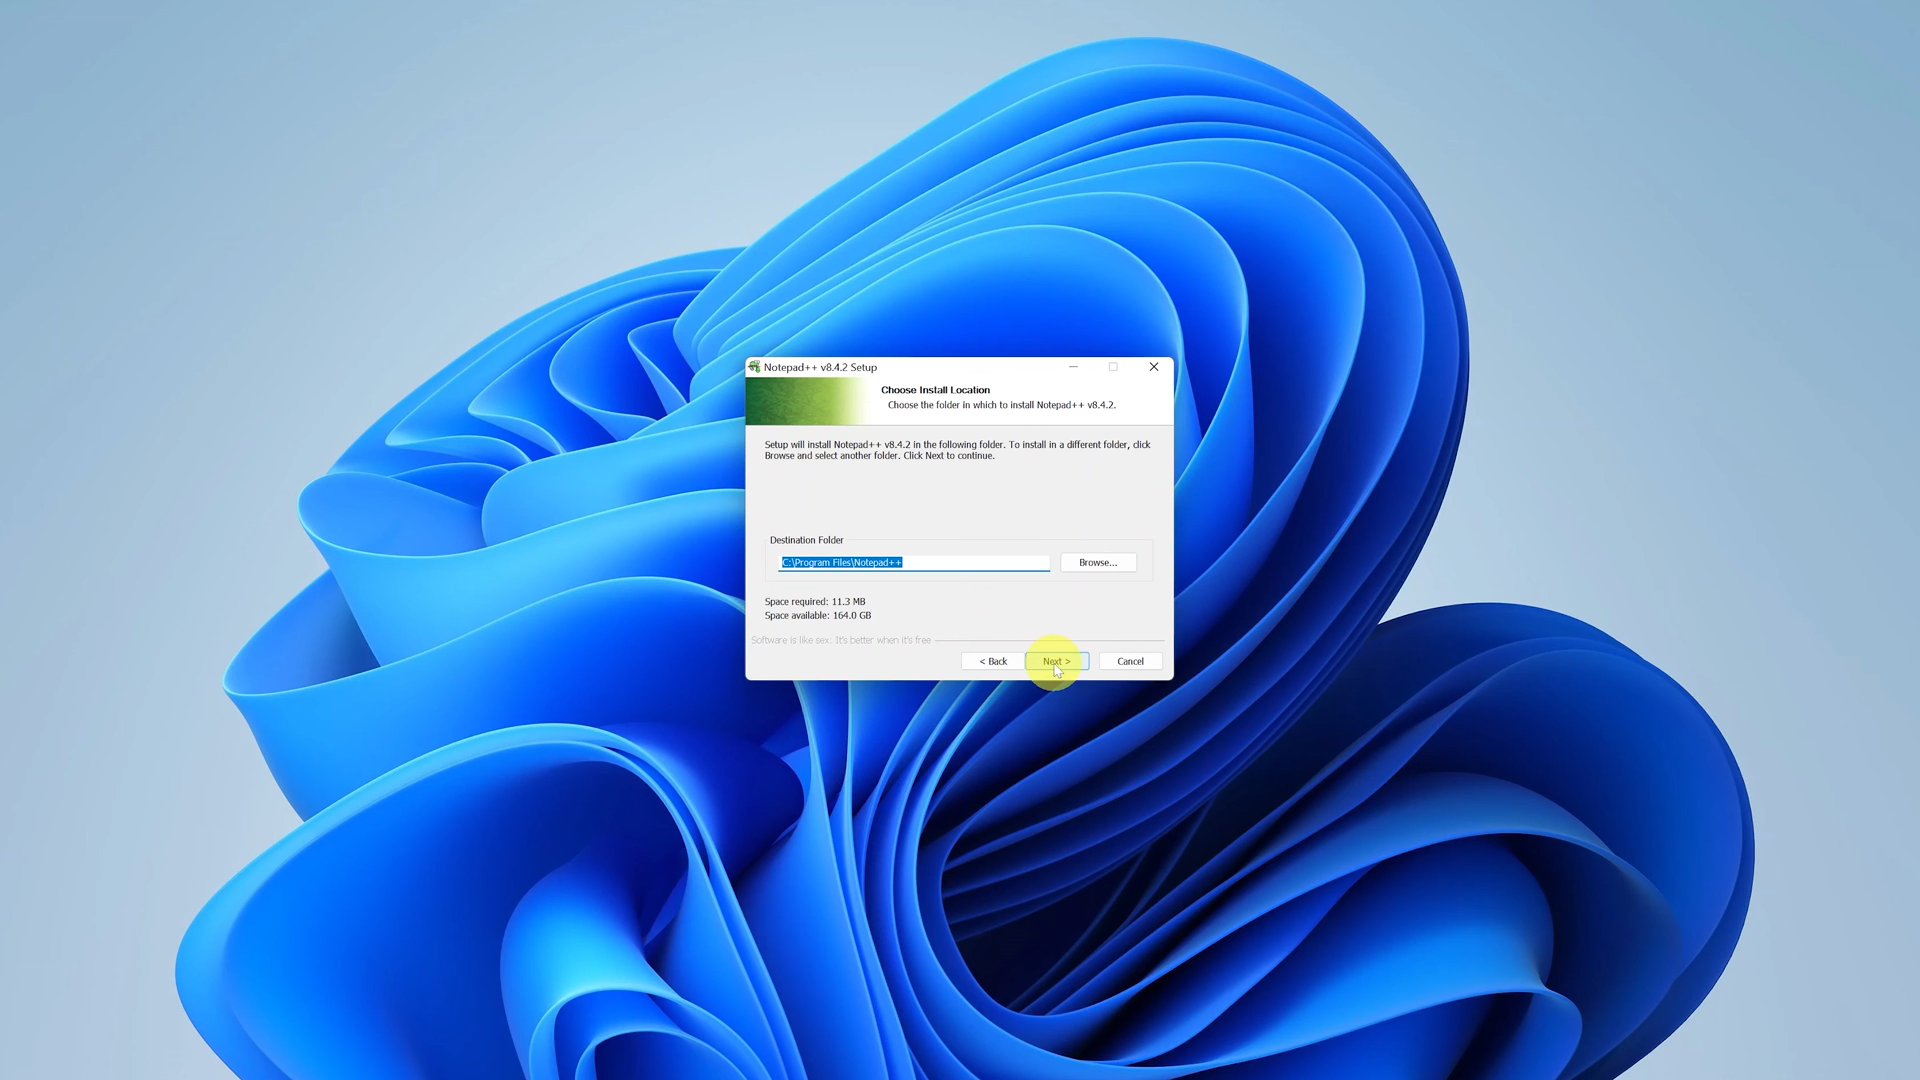 Notepad++ v8.4.2 Setup
Choose Install Location
Choose the folder in which to install Notepad++ v8.4.2.
Setup will install Notepad++ v8.4.2 in the following folder. To install in a different folder, click
Browse and select another folder. Click Next to continue.
Destination Folder
C:\Program Files\Notepad++
Browse...
Space required: 11.3 MB
Space available: 164.0 GB
Software is like sex: It's better when it's free
< Back
Next >
Cancel